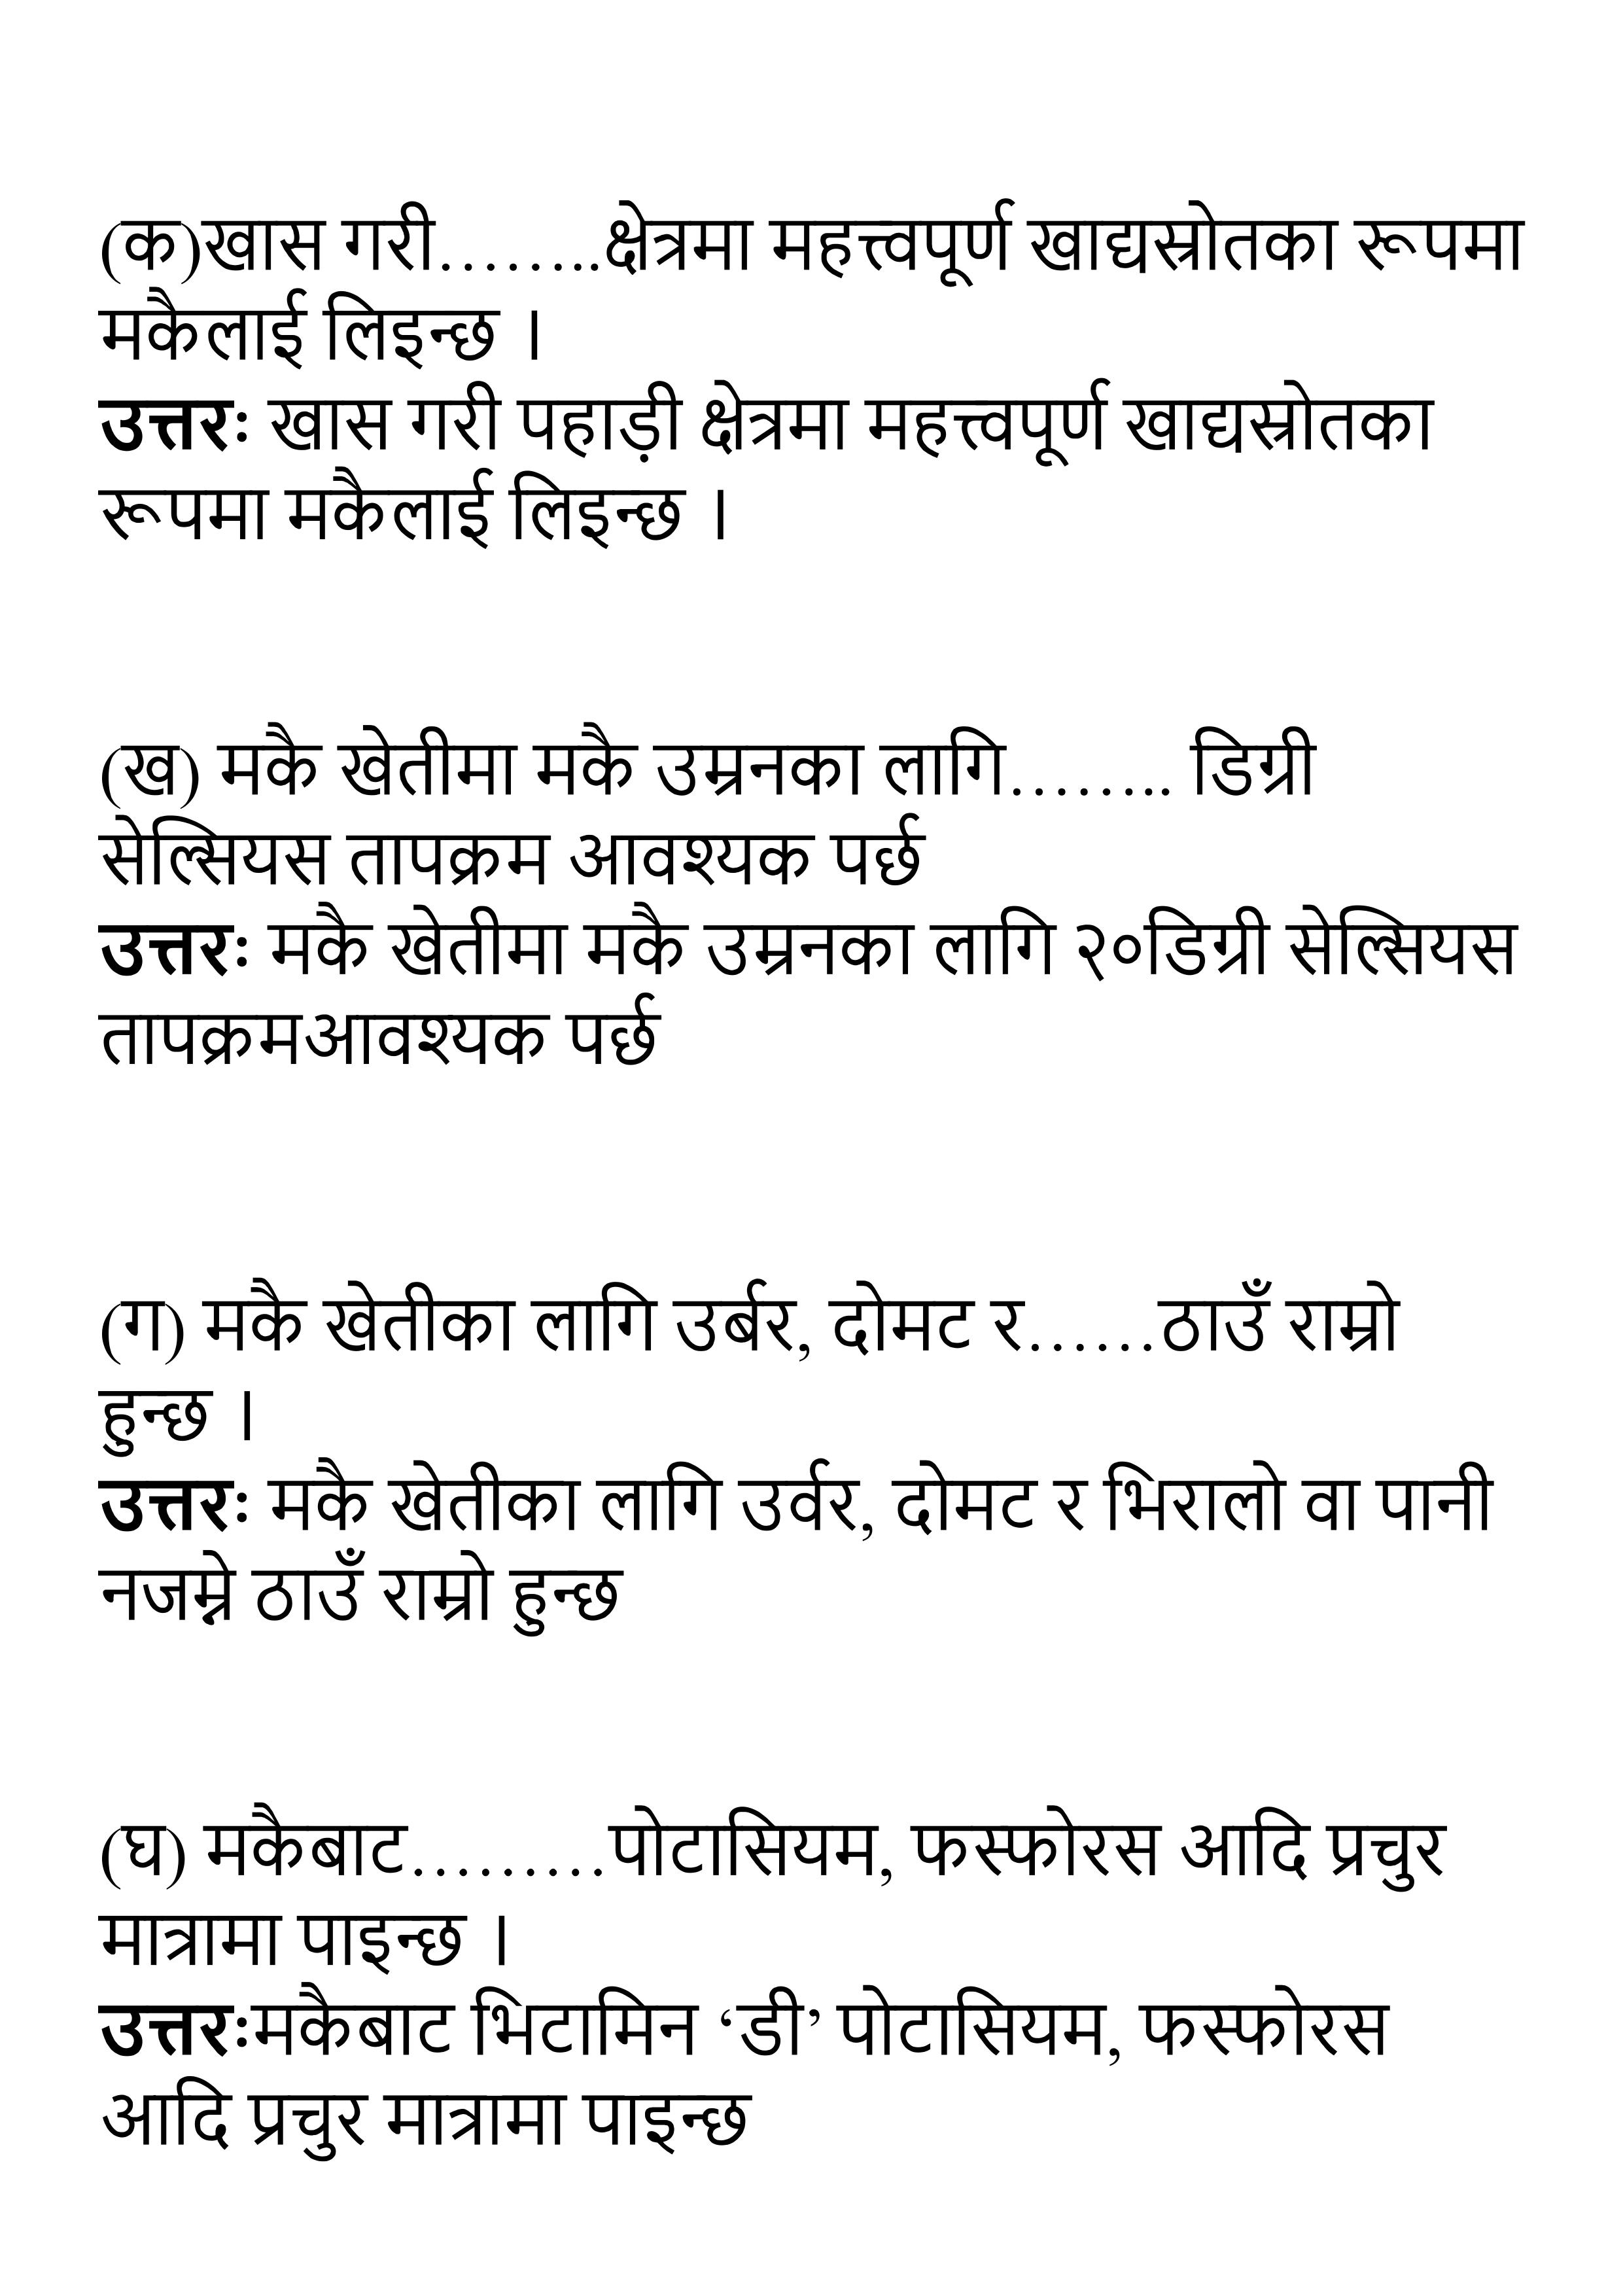 (क)खास गरी……..क्षेत्रमा महत्त्वपूर्ण खाद्यस्रोतका रूपमा
मकैलाई लिइन्छ ।
उत्तरः खास गरी पहाड़ी क्षेत्रमा महत्त्वपूर्ण खाद्यस्रोतका
रूपमा मकैलाई लिइन्छ ।
(ख) मकै खेतीमा मकै उम्रनका लागि…….. डिग्री
सेल्सियस तापक्रम आवश्यक पर्छ
उत्तरः मकै खेतीमा मकै उम्रनका लागि २०डिग्री सेल्सियस
तापक्रमआवश्यक पर्छ
(ग) मकै खेतीका लागि उर्बर, दोमट र……ठाउँ राम्रो
हुन्छ ।
उत्तरः मकै खेतीका लागि उर्वर, दोमट र भिरालो वा पानी
नजम्ने ठाउँ राम्रो हुन्छ
(घ) मकैबाट………पोटासियम, फस्फोरस आदि प्रचुर
मात्रामा पाइन्छ ।
उत्तरःमकैबाट भिटामिन ‘डी’ पोटासियम, फस्फोरस
आदि प्रचुर मात्रामा पाइन्छ